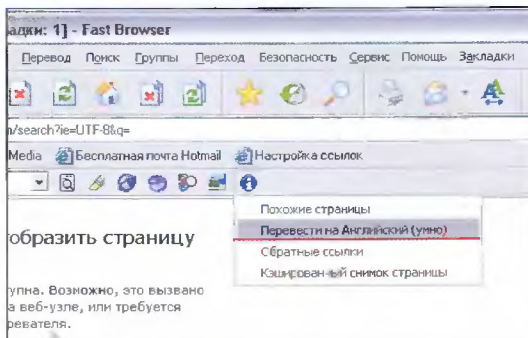 адки: 1] - Fast Browser
Перевод Поиск Группы Переход Безопасность Сервис Помощь Закладки
n/search?ie=UTF-8&q=
Media Бесплатная почта Hotmail Настройка ссылок
Похожие страницы
Перевести на Английский (умно)
Обратные ссылки
Кэшированный снимок страницы
тобразить страницу
тупна. Возможно, это вызвано
а веб-узле, или требуется
ревателя.